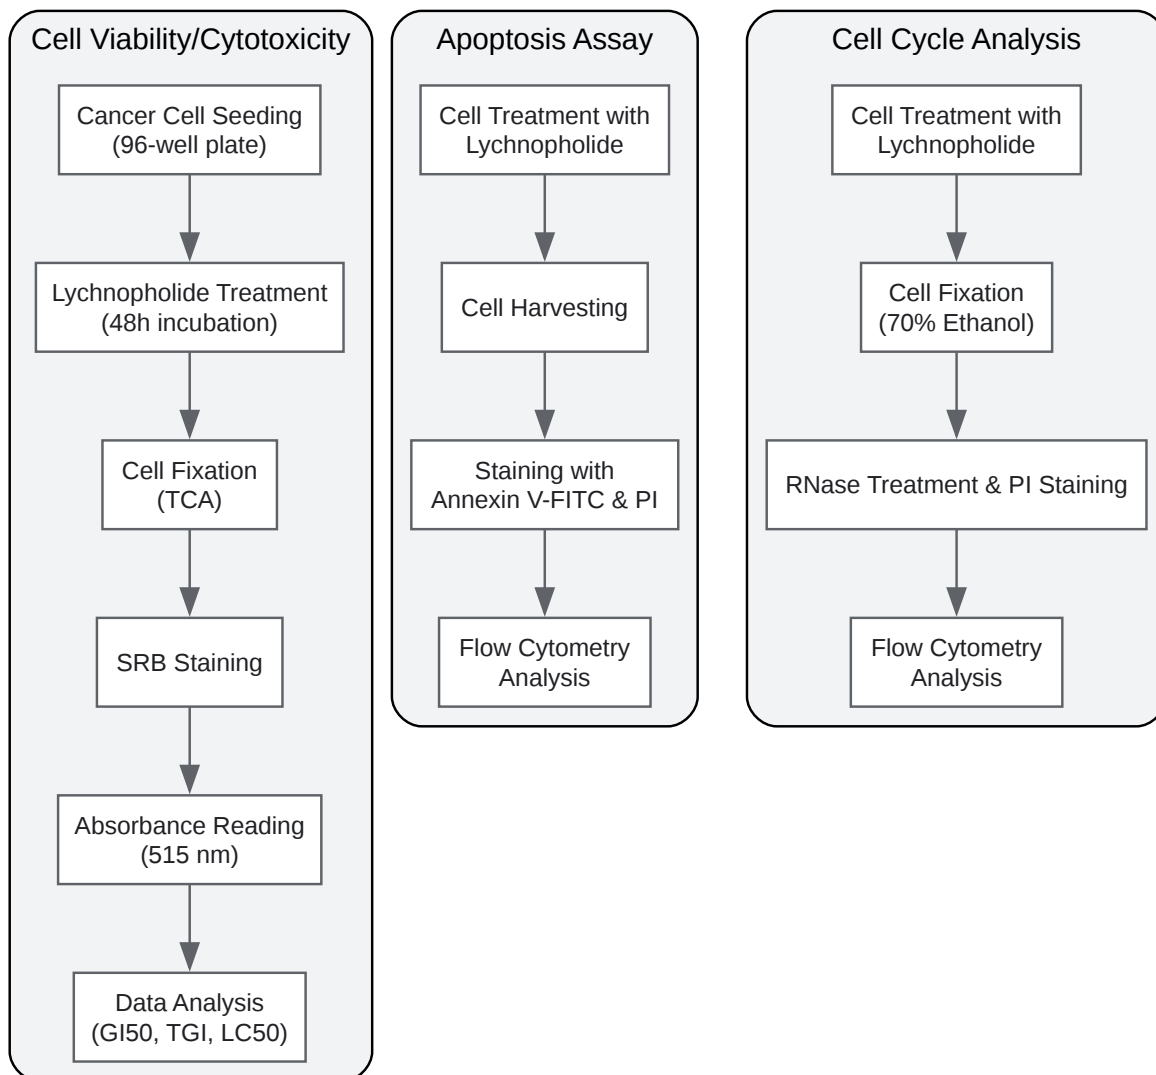 Cell Viability/Cytotoxicity
Cancer Cell Seeding
(96-well plate)
Lychnopholide Treatment
(48h incubation)
Cell Fixation
(TCA)
SRB Staining
Absorbance Reading
(515 nm)
Data Analysis
(GI50, TGI, LC50)
Apoptosis Assay
Cell Treatment with
Lychnopholide
Cell Harvesting
Staining with
Annexin V-FITC & PI
Flow Cytometry
Analysis
Cell Cycle Analysis
Cell Treatment with
Lychnopholide
Cell Fixation
(70% Ethanol)
RNase Treatment & PI Staining
Flow Cytometry
Analysis